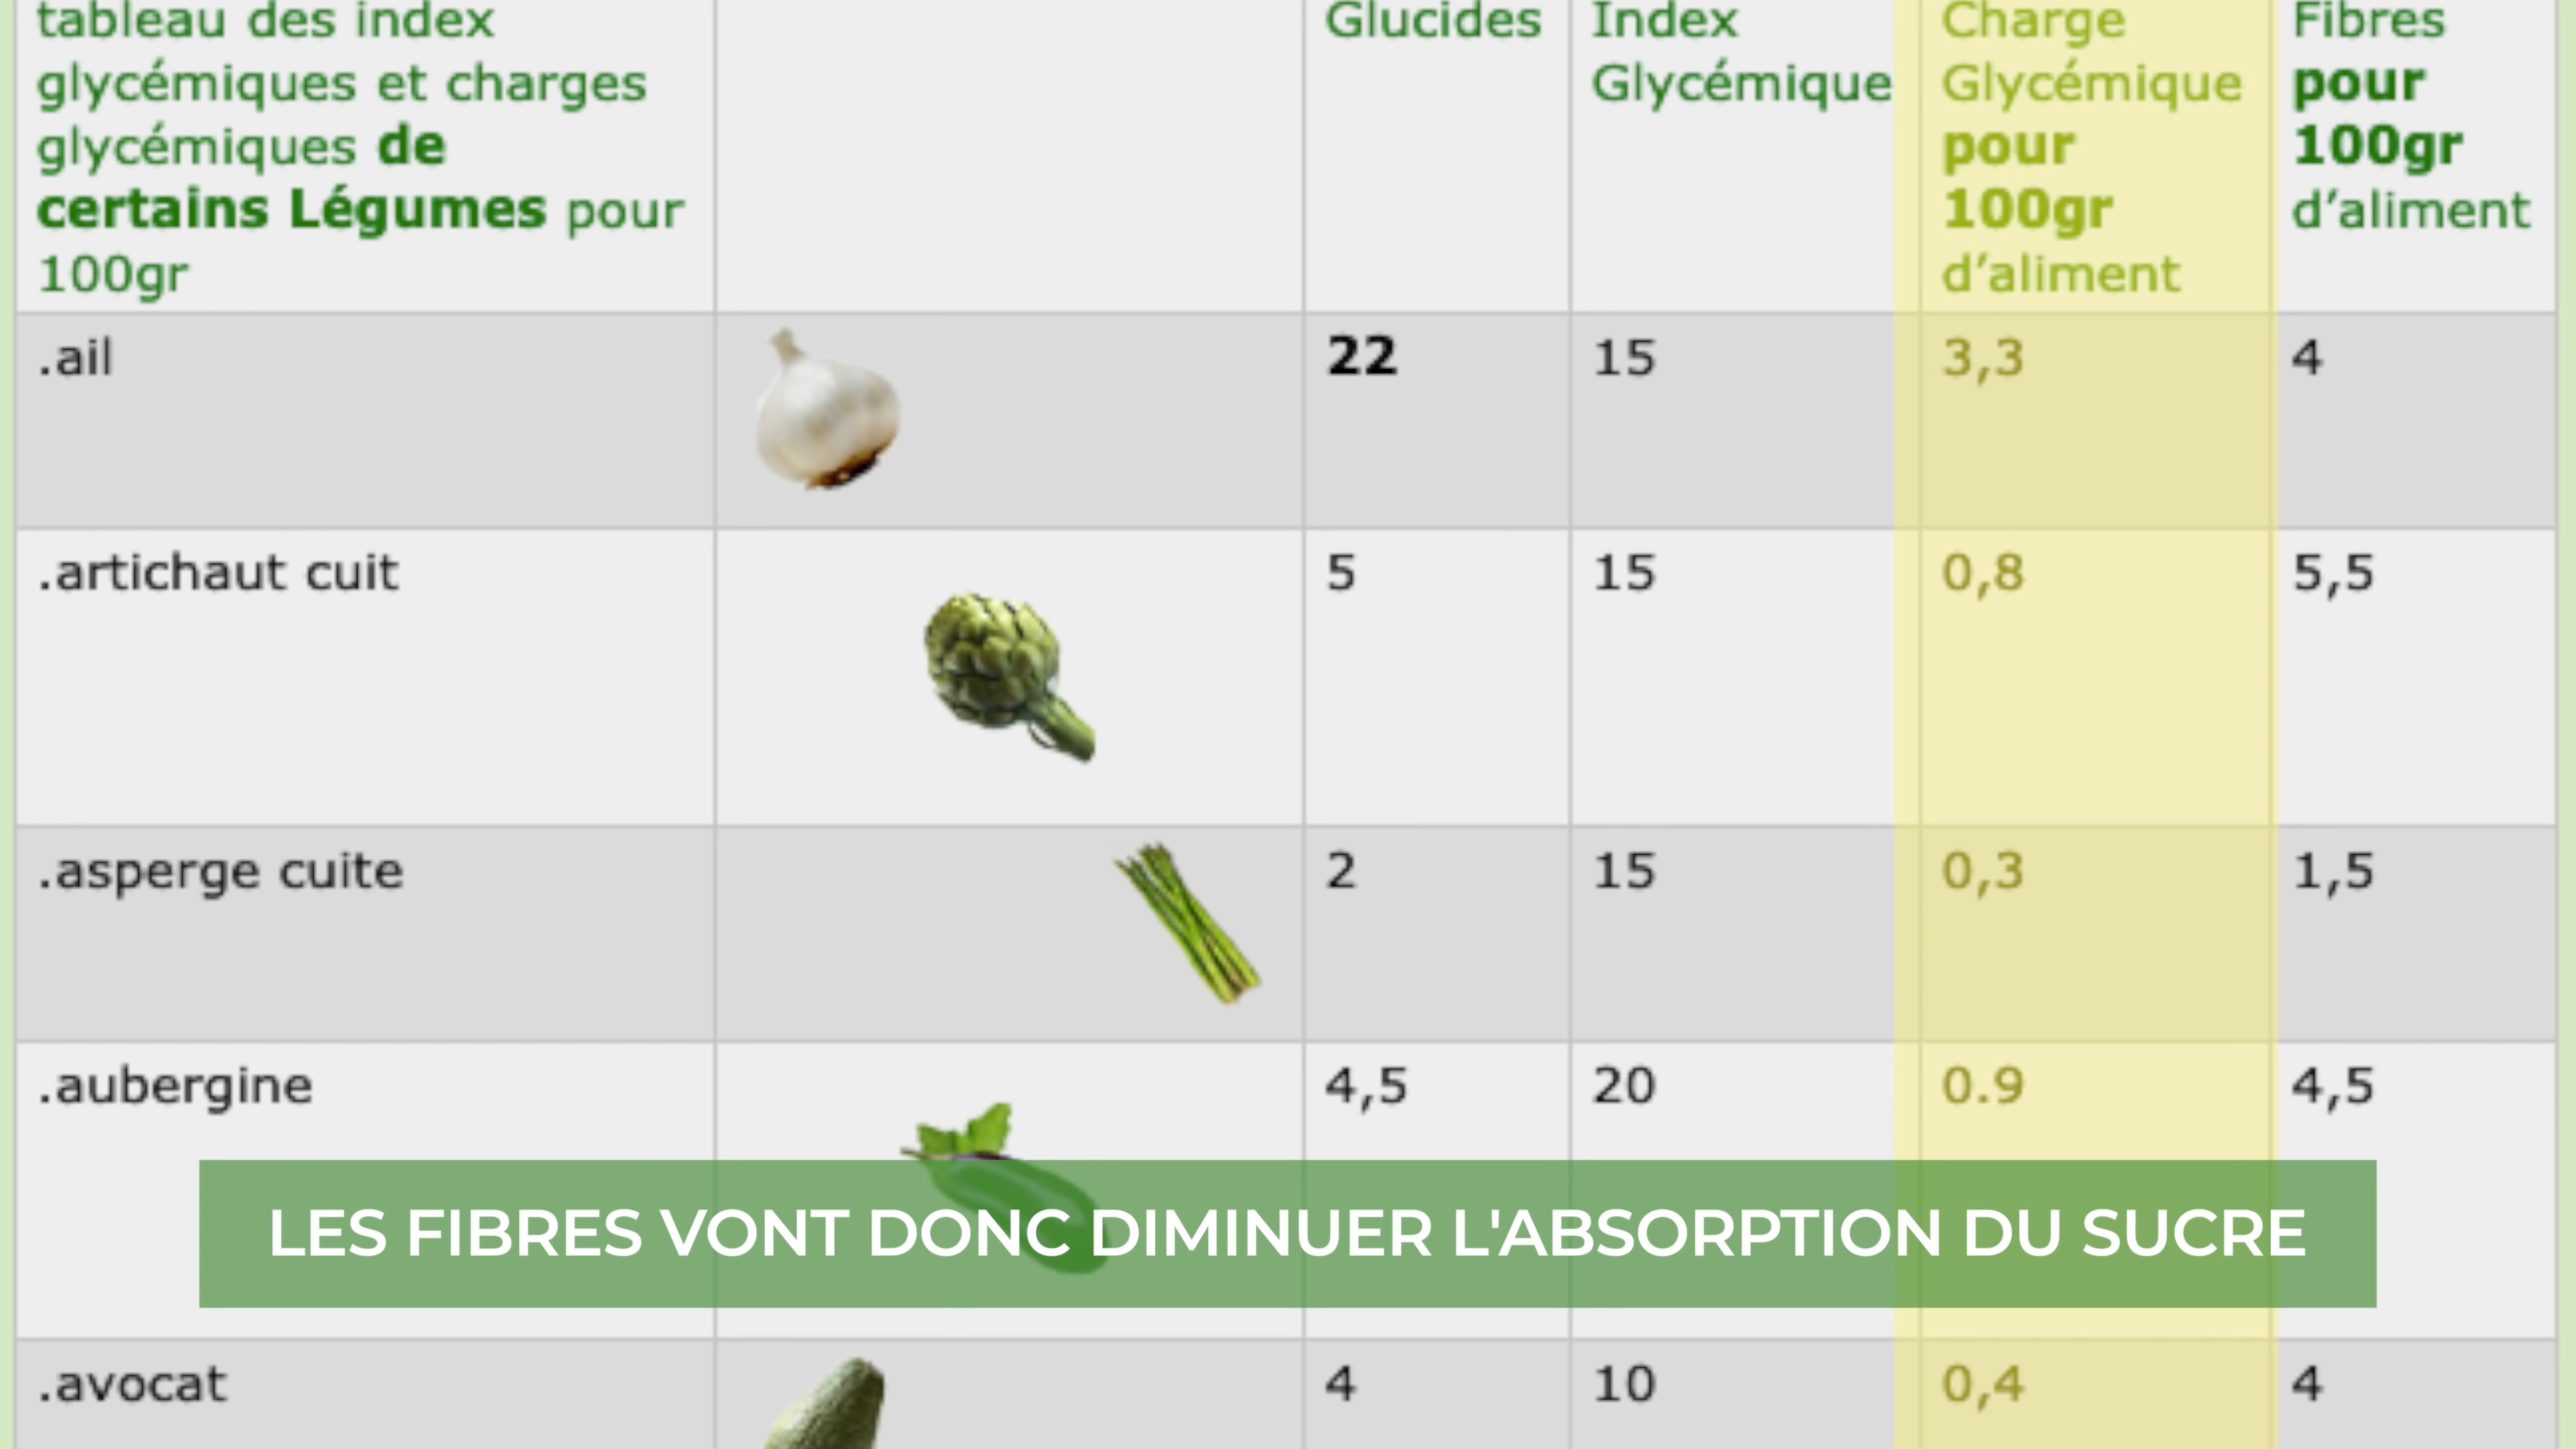 tableau des index
glycémiques et charges
glycémiques de
certains Légumes pour
100gr
Glucides
Index
Glycémique
Charge
Glycémique
pour
100gr
d’aliment
Fibres
pour
100gr
d’aliment
.ail 22 15 3,3 4
.artichaut cuit 5 15 0,8 5,5
.asperge cuite 2 15 0,3 1,5
.aubergine 4,5 20 0.9 4,5
LES FIBRES VONT DONC DIMINUER L'ABSORPTION DU SUCRE
.avocat 4 10 0,4 4